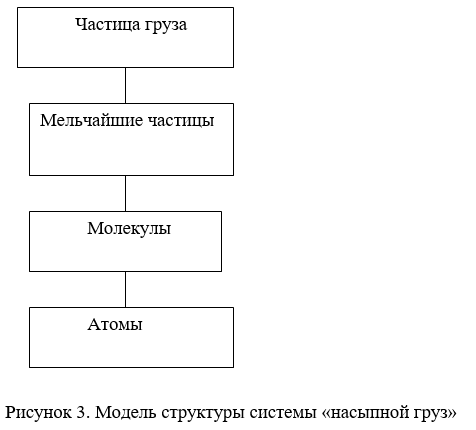 Частица груза
Мельчайшие частицы
Молекулы
Атомы
Рисунок 3. Модель структуры системы «насыпной груз»